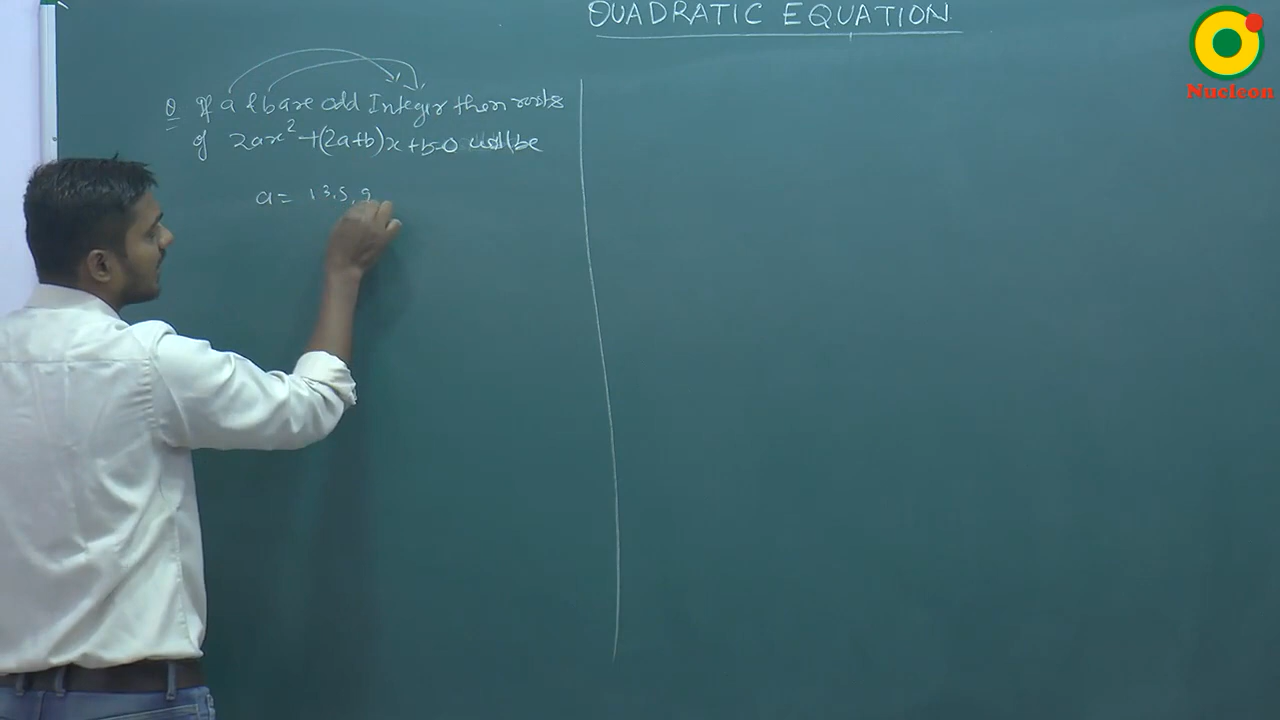 QUADRATIC EQUATION
Nucleon
Q If a & b are odd Integer then roots
of 2ax² + (2a+b)x + b=0 will be
a = 1 3, 5, 9